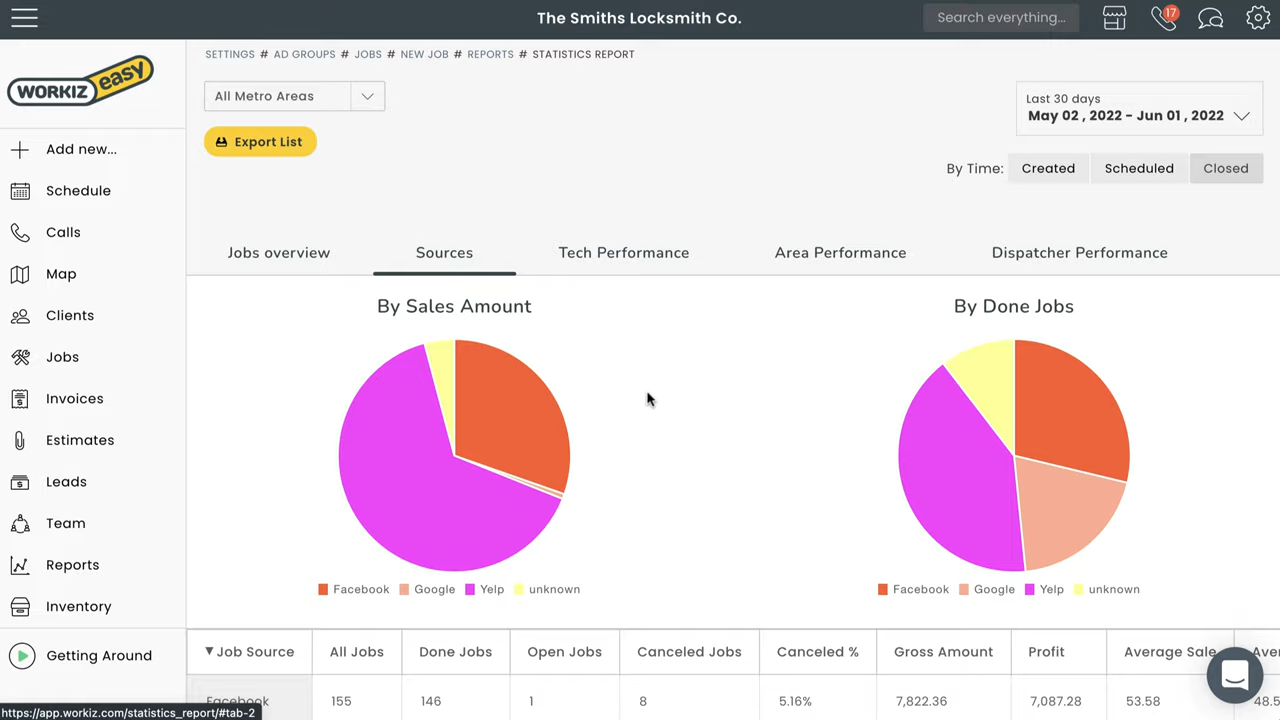 The Smiths Locksmith Co.
Search everything...
17
SETTINGS # AD GROUPS # JOBS # NEW JOB # REPORTS # STATISTICS REPORT
WORKIZ easy
All Metro Areas
Last 30 days
May 02 , 2022 - Jun 01 , 2022
Export List
By Time: Created Scheduled Closed
Add new...
Schedule
Calls
Map
Clients
Jobs
Invoices
Estimates
Leads
Team
Reports
Inventory
Getting Around
Jobs overview Sources Tech Performance Area Performance Dispatcher Performance
By Sales Amount
Facebook Google Yelp unknown
By Done Jobs
Facebook Google Yelp unknown
▼ Job Source All Jobs Done Jobs Open Jobs Canceled Jobs Canceled % Gross Amount Profit Average Sale
Facebook 155 146 1 8 5.16% 7,822.36 7,087.28 53.58
https://app.workiz.com/statistics_report/#tab-2